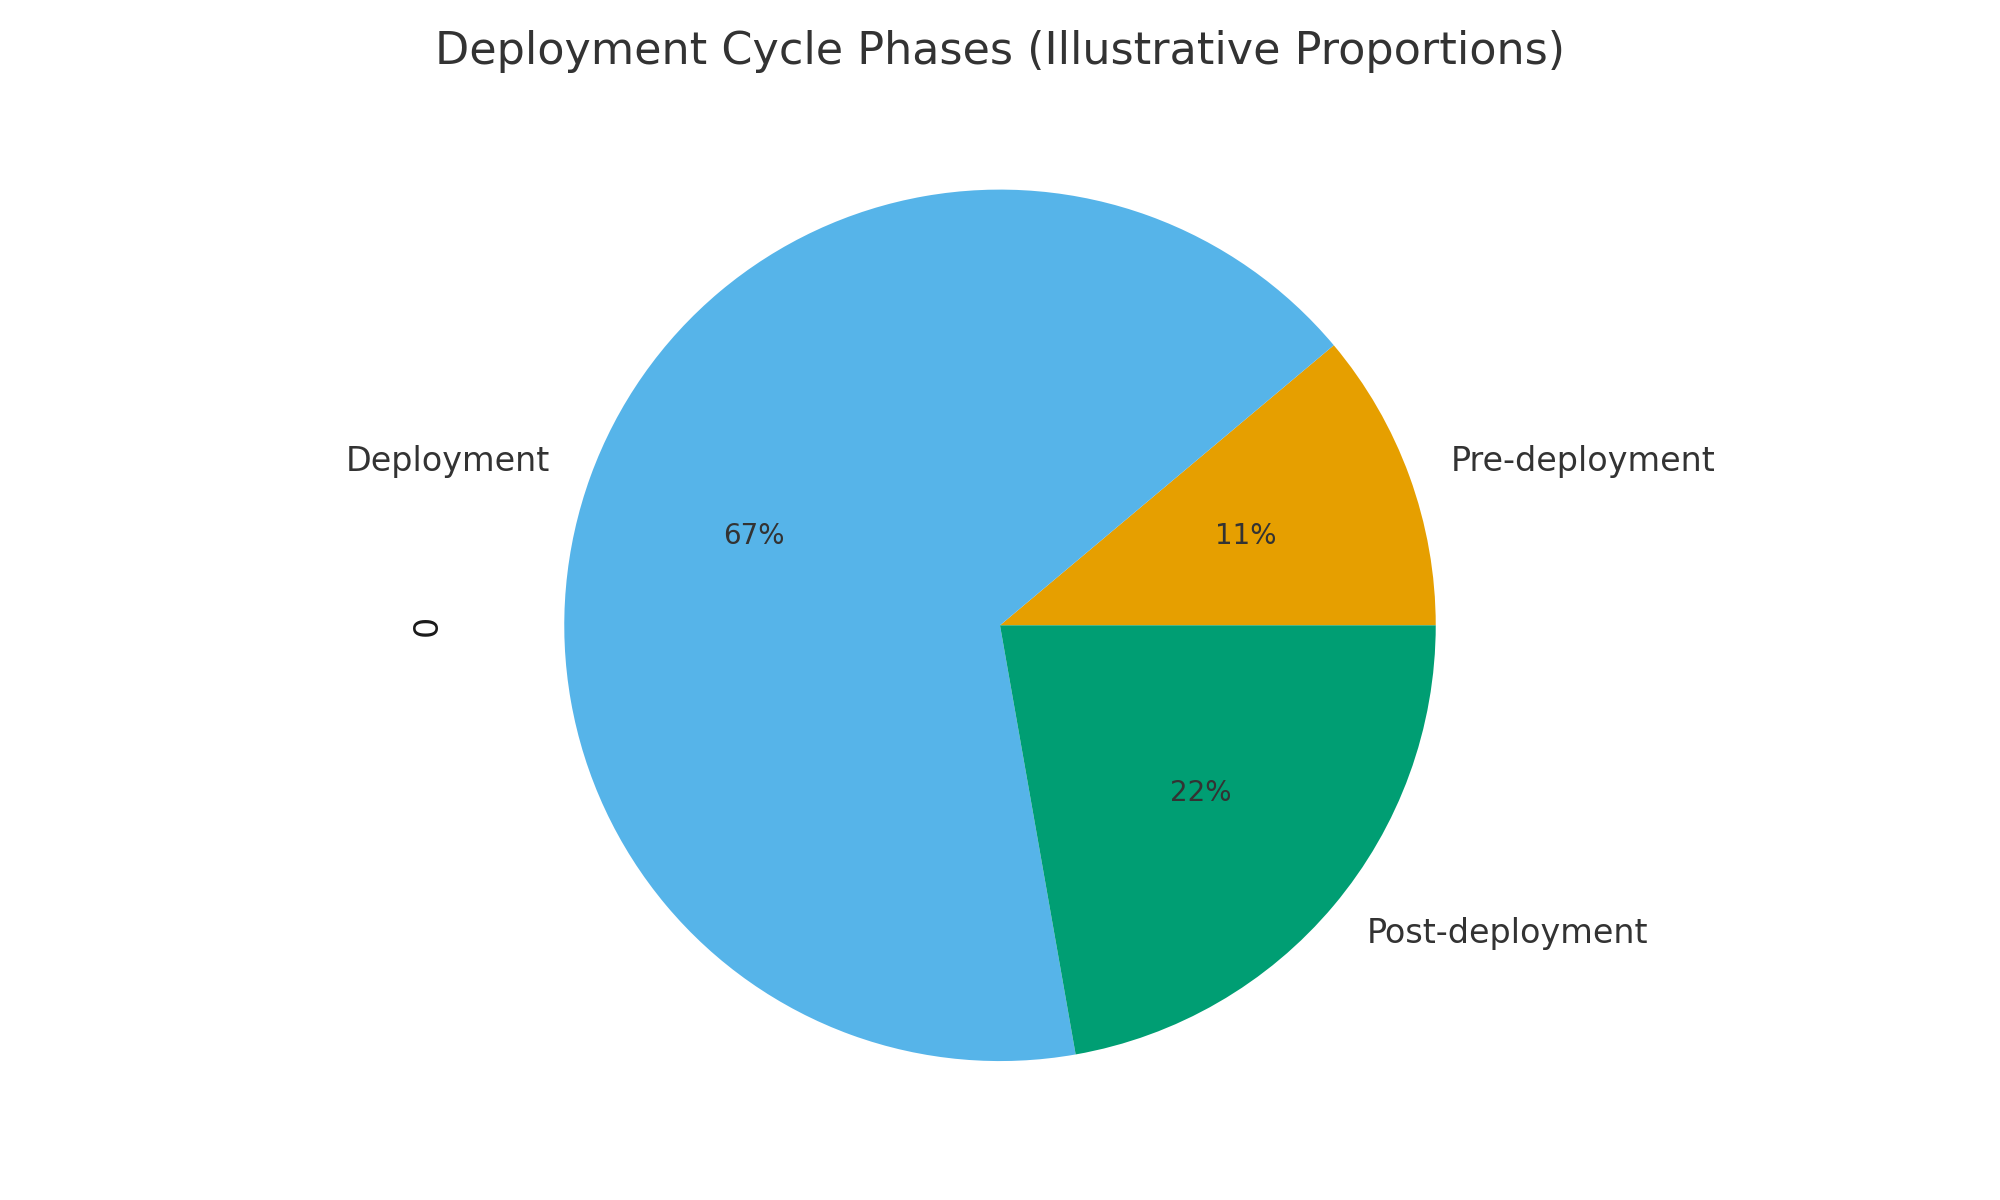 Deployment Cycle Phases (Illustrative Proportions)
Deployment
Pre-deployment
67%
11%
0
22%
Post-deployment